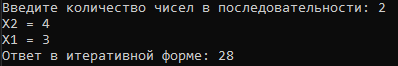 Введите количество чисел в последовательности: 2
X2 = 4
X1 = 3
Ответ в итеративной форме: 28